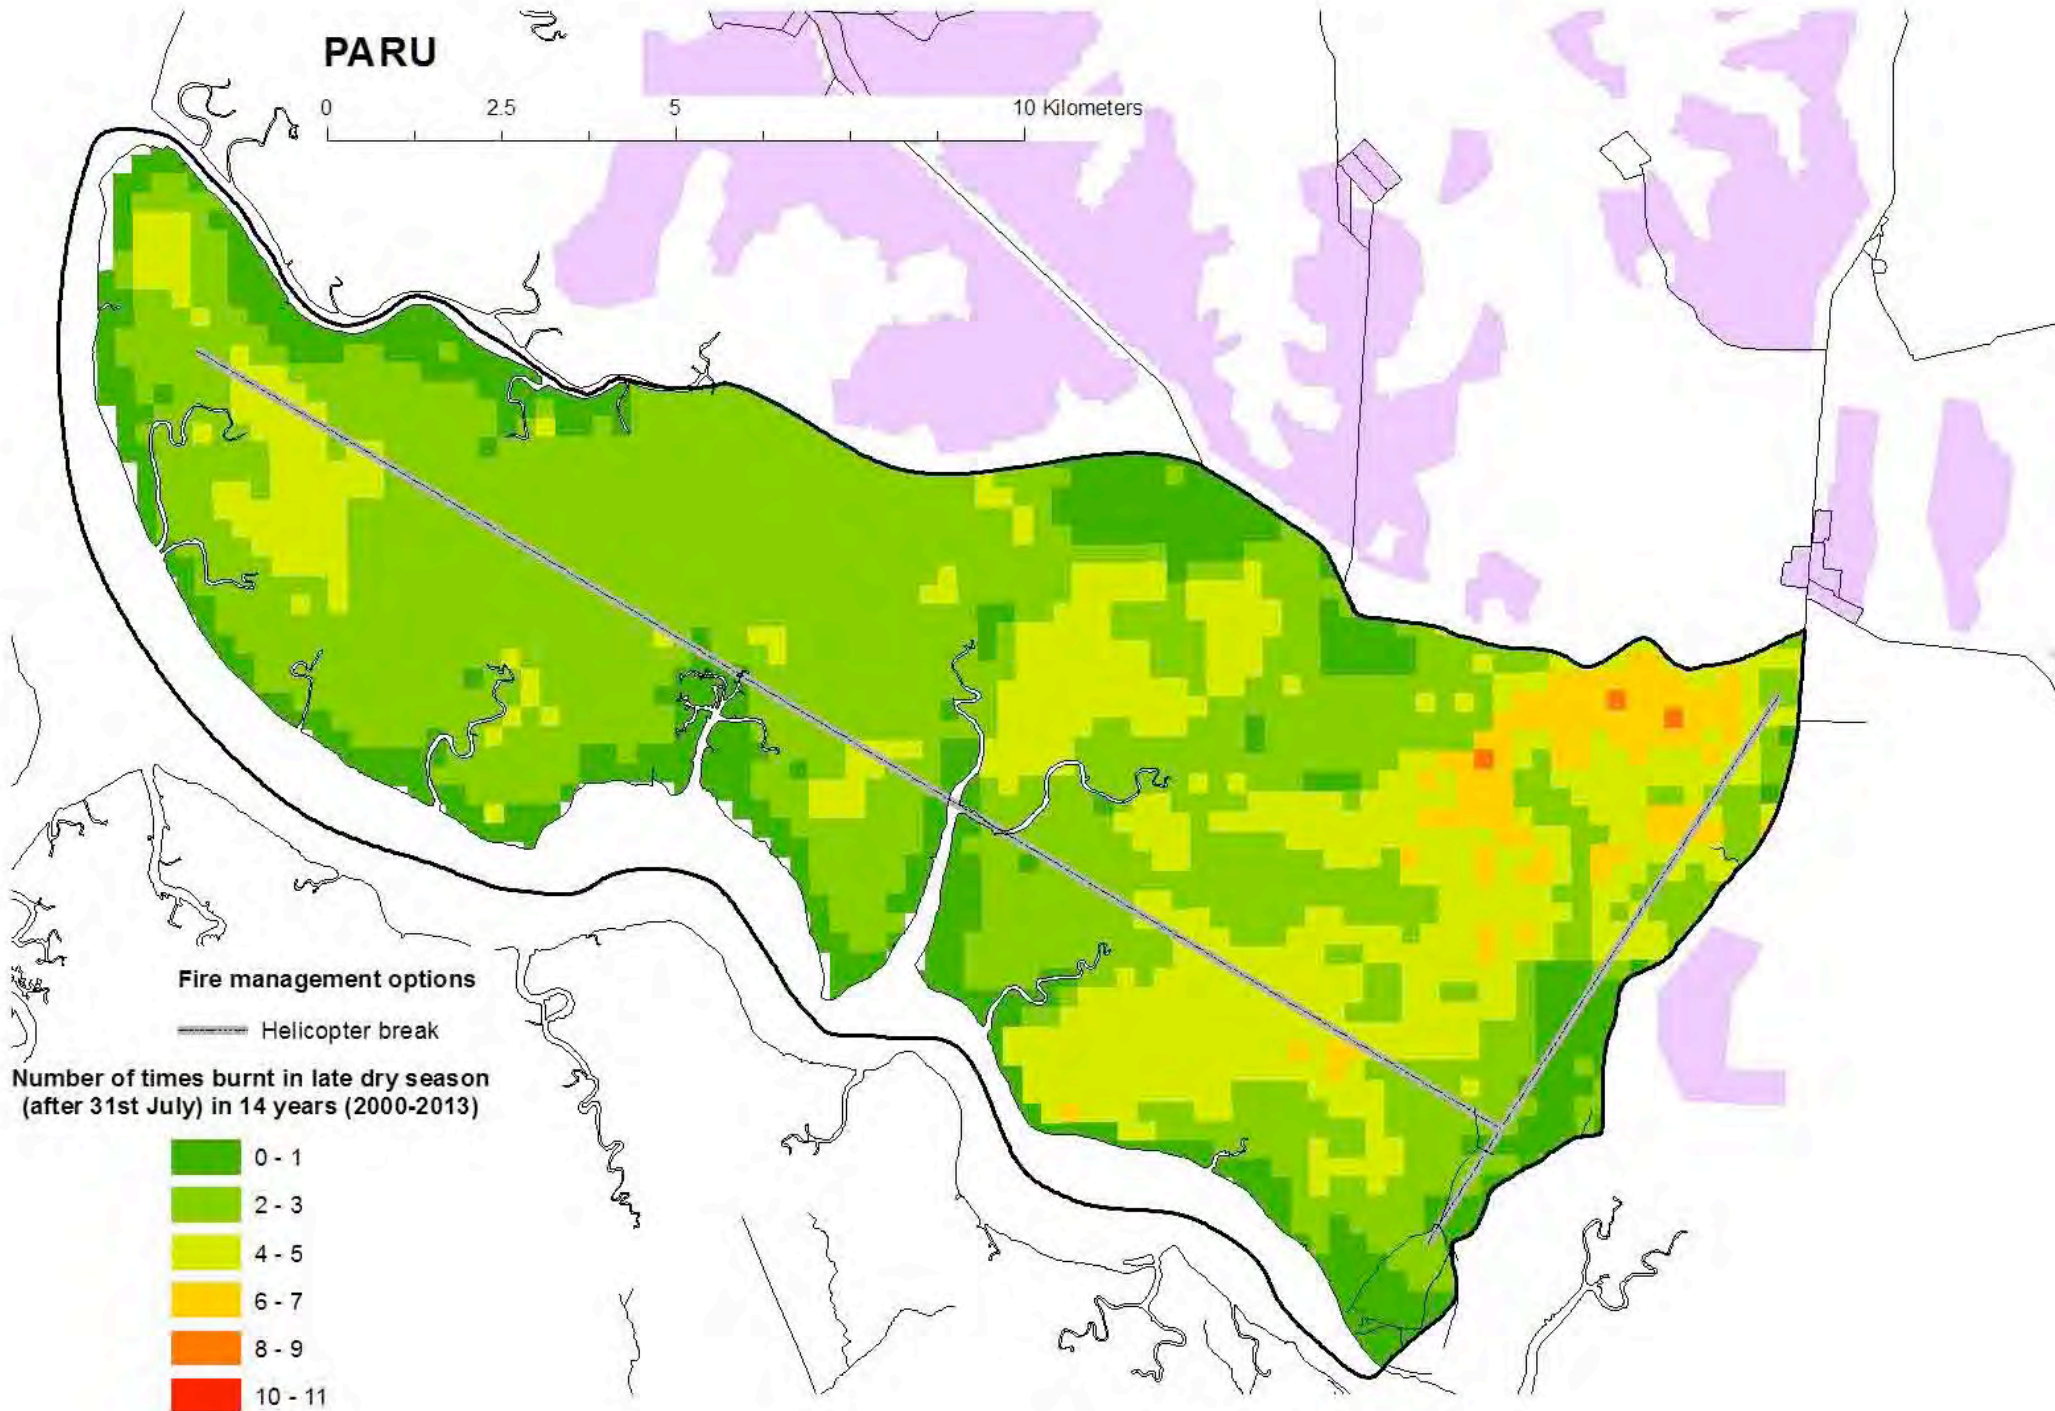 PARU
0 2.5 5 10 Kilometers
Fire management options
Helicopter break
Number of times burnt in late dry season
(after 31st July) in 14 years (2000-2013)
0 - 1
2 - 3
4 - 5
6 - 7
8 - 9
10 - 11